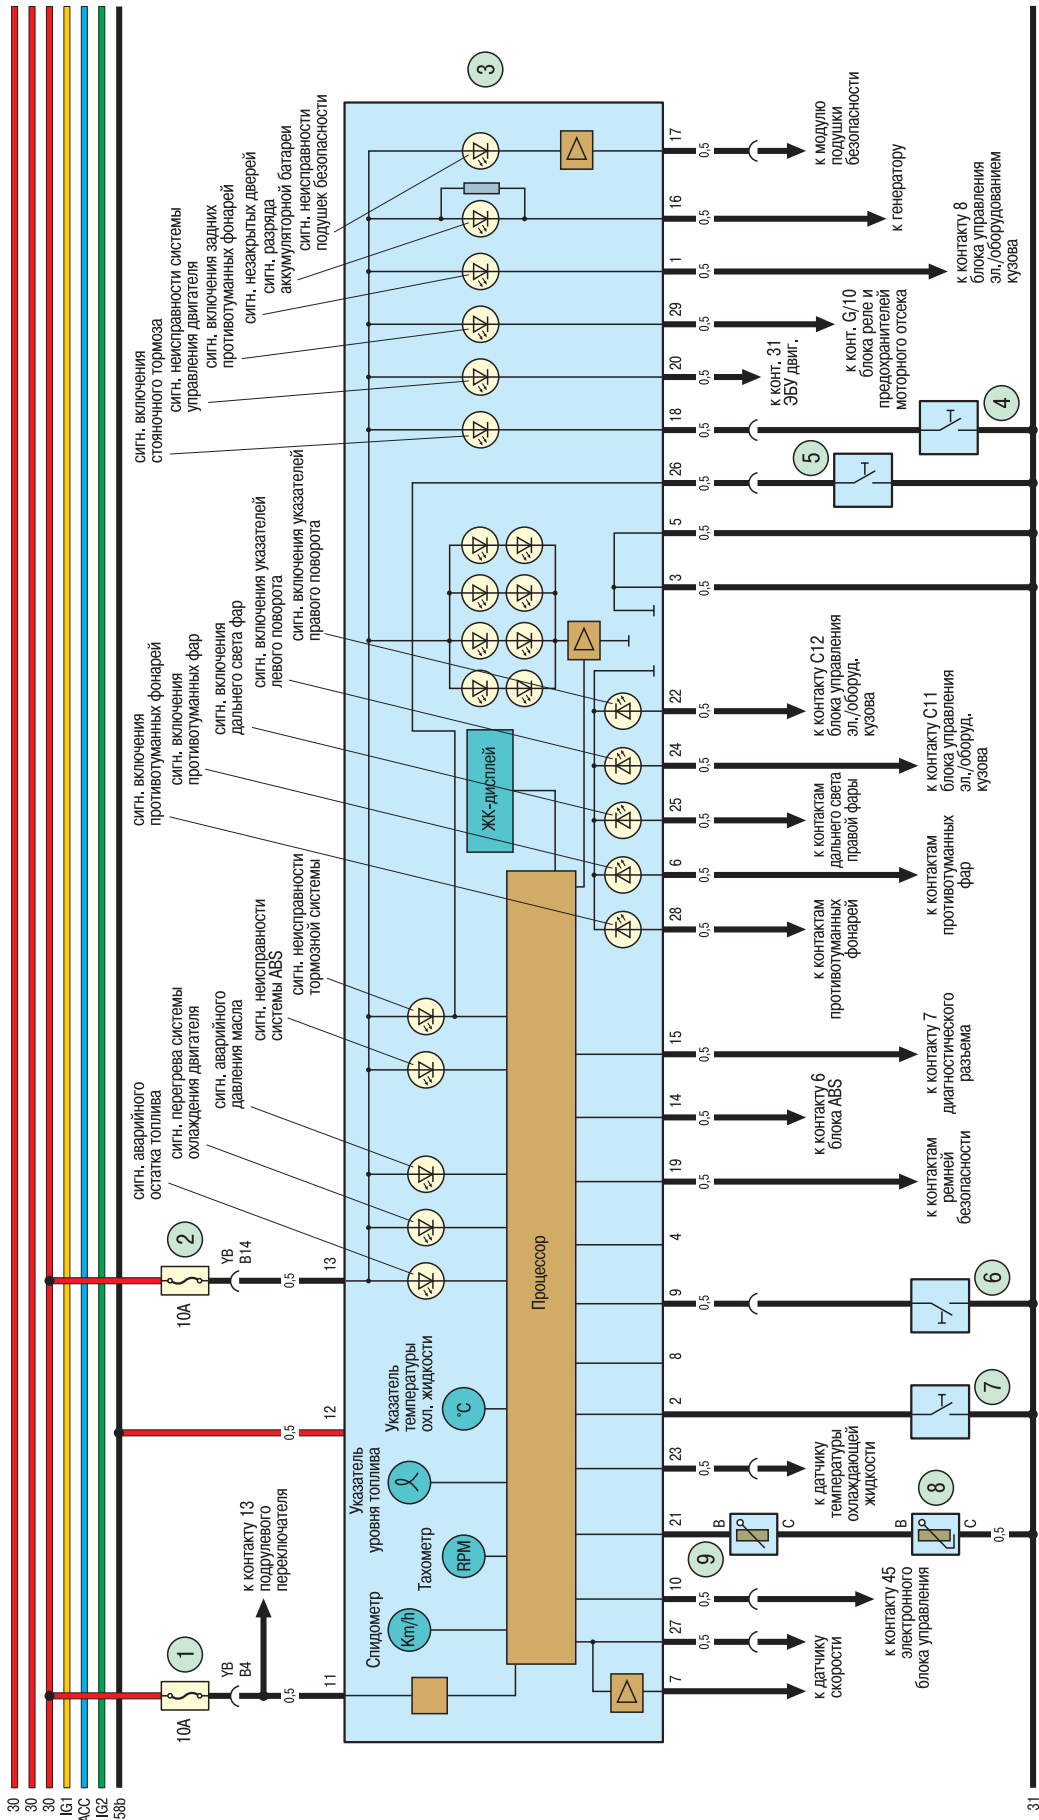 30
30
30
IG1
ACC
IG2
58b
10A
1
YB
B4
к контакту 13
подрулевого
переключателя
0,5
11
0,5
12
10A
2
YB
B14
0,5
13
3
Спидометр
Km/h
Тахометр
RPM
Указатель
уровня топлива
Указатель
температуры
охл. жидкости
°C
сигн. аварийного
остатка топлива
сигн. перегрева системы
охлаждения двигателя
сигн. аварийного
давления масла
сигн. неисправности
системы ABS
сигн. неисправности
тормозной системы
сигн. включения
противотуманных фонарей
сигн. включения
противотуманных фар
сигн. включения
дальнего света фар
сигн. включения указателей
левого поворота
сигн. включения указателей
правого поворота
сигн. включения
стояночного тормоза
сигн. неисправности системы
управления двигателя
сигн. включения задних
противотуманных фонарей
сигн. незакрытых дверей
сигн. разряда
аккумуляторной батареи
сигн. неисправности
подушек безопасности
ЖК-дисплей
Процессор
7
к датчику
скорости
27
0,5
10
0,5
к контакту 45
электронного
блока управления
21
9
B
C
B
C
8
0,5
23
0,5
к датчику
температуры
охлаждающей
жидкости
2
7
8
9
0,5
6
4
19
0,5
к контактам
ремней
безопасности
14
0,5
к контакту 6
блока ABS
15
0,5
к контакту 7
диагностического
разъема
28
0,5
к контактам
противотуманных
фонарей
6
0,5
к контактам
противотуманных
фар
25
0,5
к контактам
дальнего света
правой фары
24
0,5
к контакту C11
блока управления
эл./оборуд.
кузова
22
0,5
к контакту C12
блока управления
эл./оборуд.
кузова
3
0,5
5
0,5
26
0,5
5
18
0,5
4
20
0,5
к конт. 31
ЭБУ двиг.
29
0,5
к конт. G/10
блока реле и
предохранителей
моторного отсека
1
0,5
к контакту 8
блока управления
эл./оборудованием
кузова
16
0,5
к генератору
17
0,5
к модулю
подушки
безопасности
31